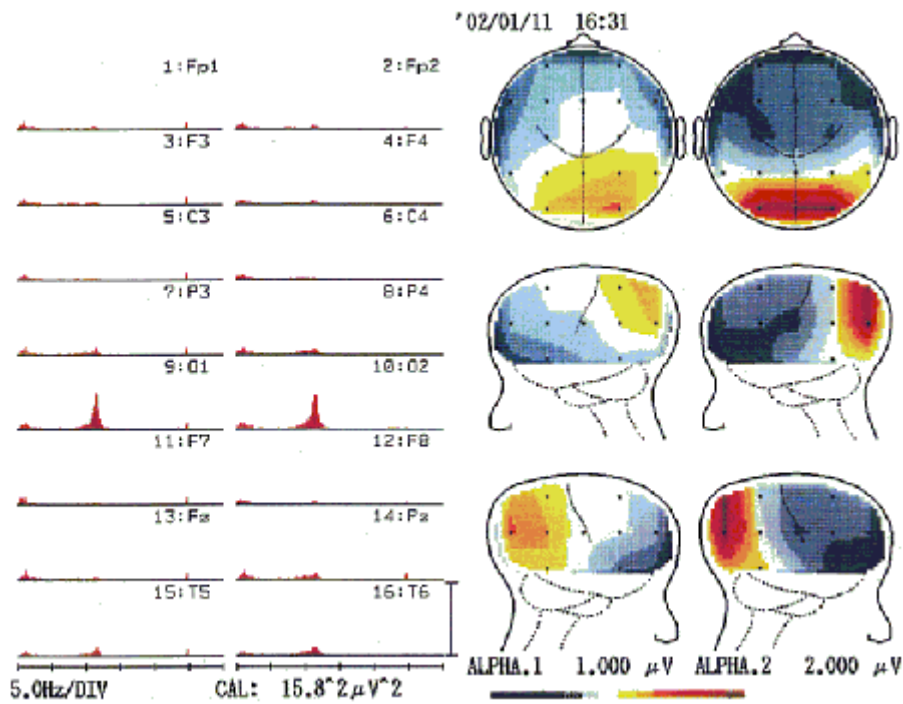 '02/01/11 16:31
1:Fp1 2:Fp2
3:F3 4:F4
5:C3 6:C4
7:P3 8:P4
9:O1 10:O2
11:F7 12:F8
13:Fz 14:Pz
15:T5 16:T6
5.0Hz/DIV CAL: 15.8^2μV^2
ALPHA.1 1.000 μV ALPHA.2 2.000 μV